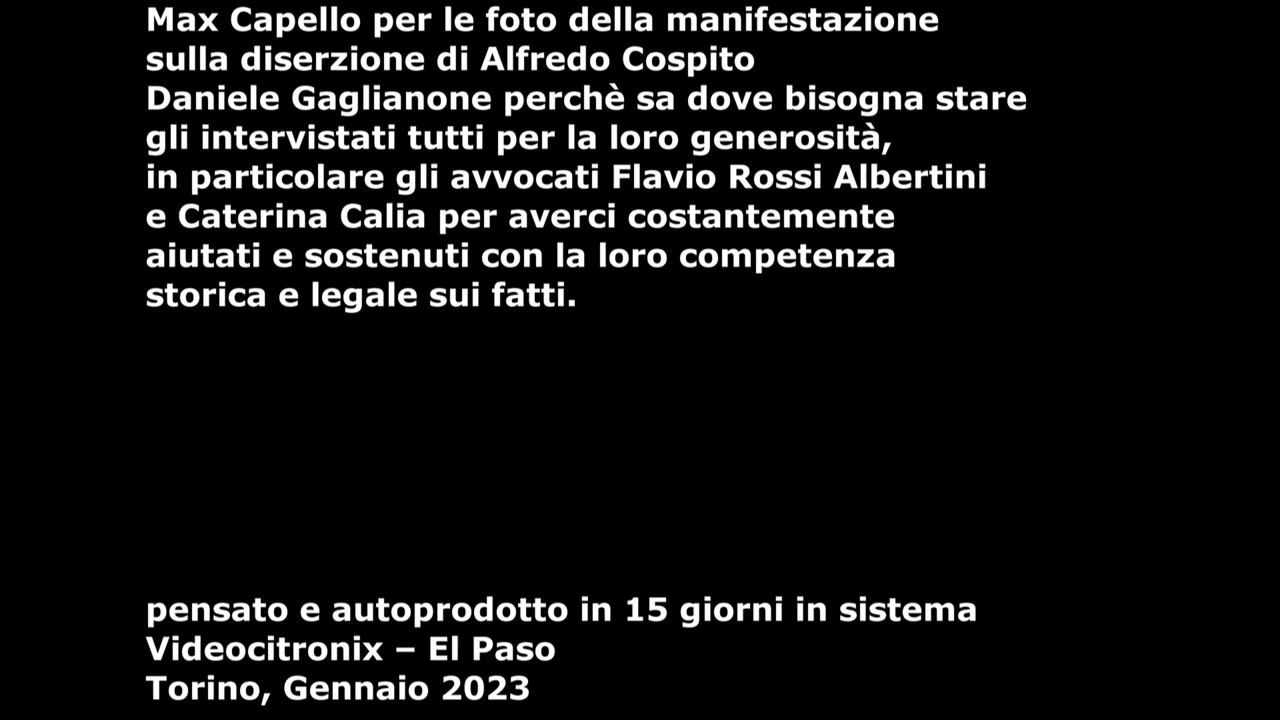 Max Capello per le foto della manifestazione
sulla diserzione di Alfredo Cospito
Daniele Gaglianone perchè sa dove bisogna stare
gli intervistati tutti per la loro generosità,
in particolare gli avvocati Flavio Rossi Albertini
e Caterina Calia per averci costantemente
aiutati e sostenuti con la loro competenza
storica e legale sui fatti.
pensato e autoprodotto in 15 giorni in sistema
Videocitronix – El Paso
Torino, Gennaio 2023